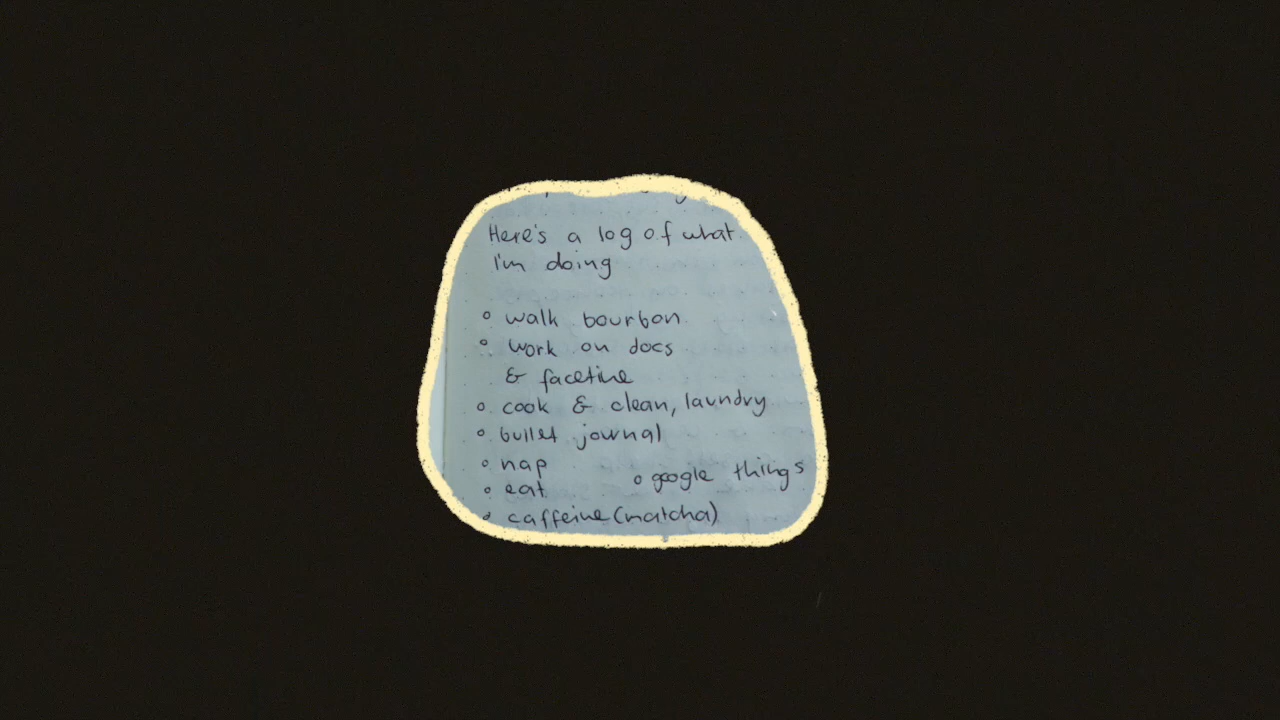 Here's a log of what
I'm doing
◦ walk bourbon
◦ work on docs
& facetime
◦ cook & clean, laundry
◦ bullet journal
◦ nap
◦ google things
◦ eat
◦ caffeine (matcha)